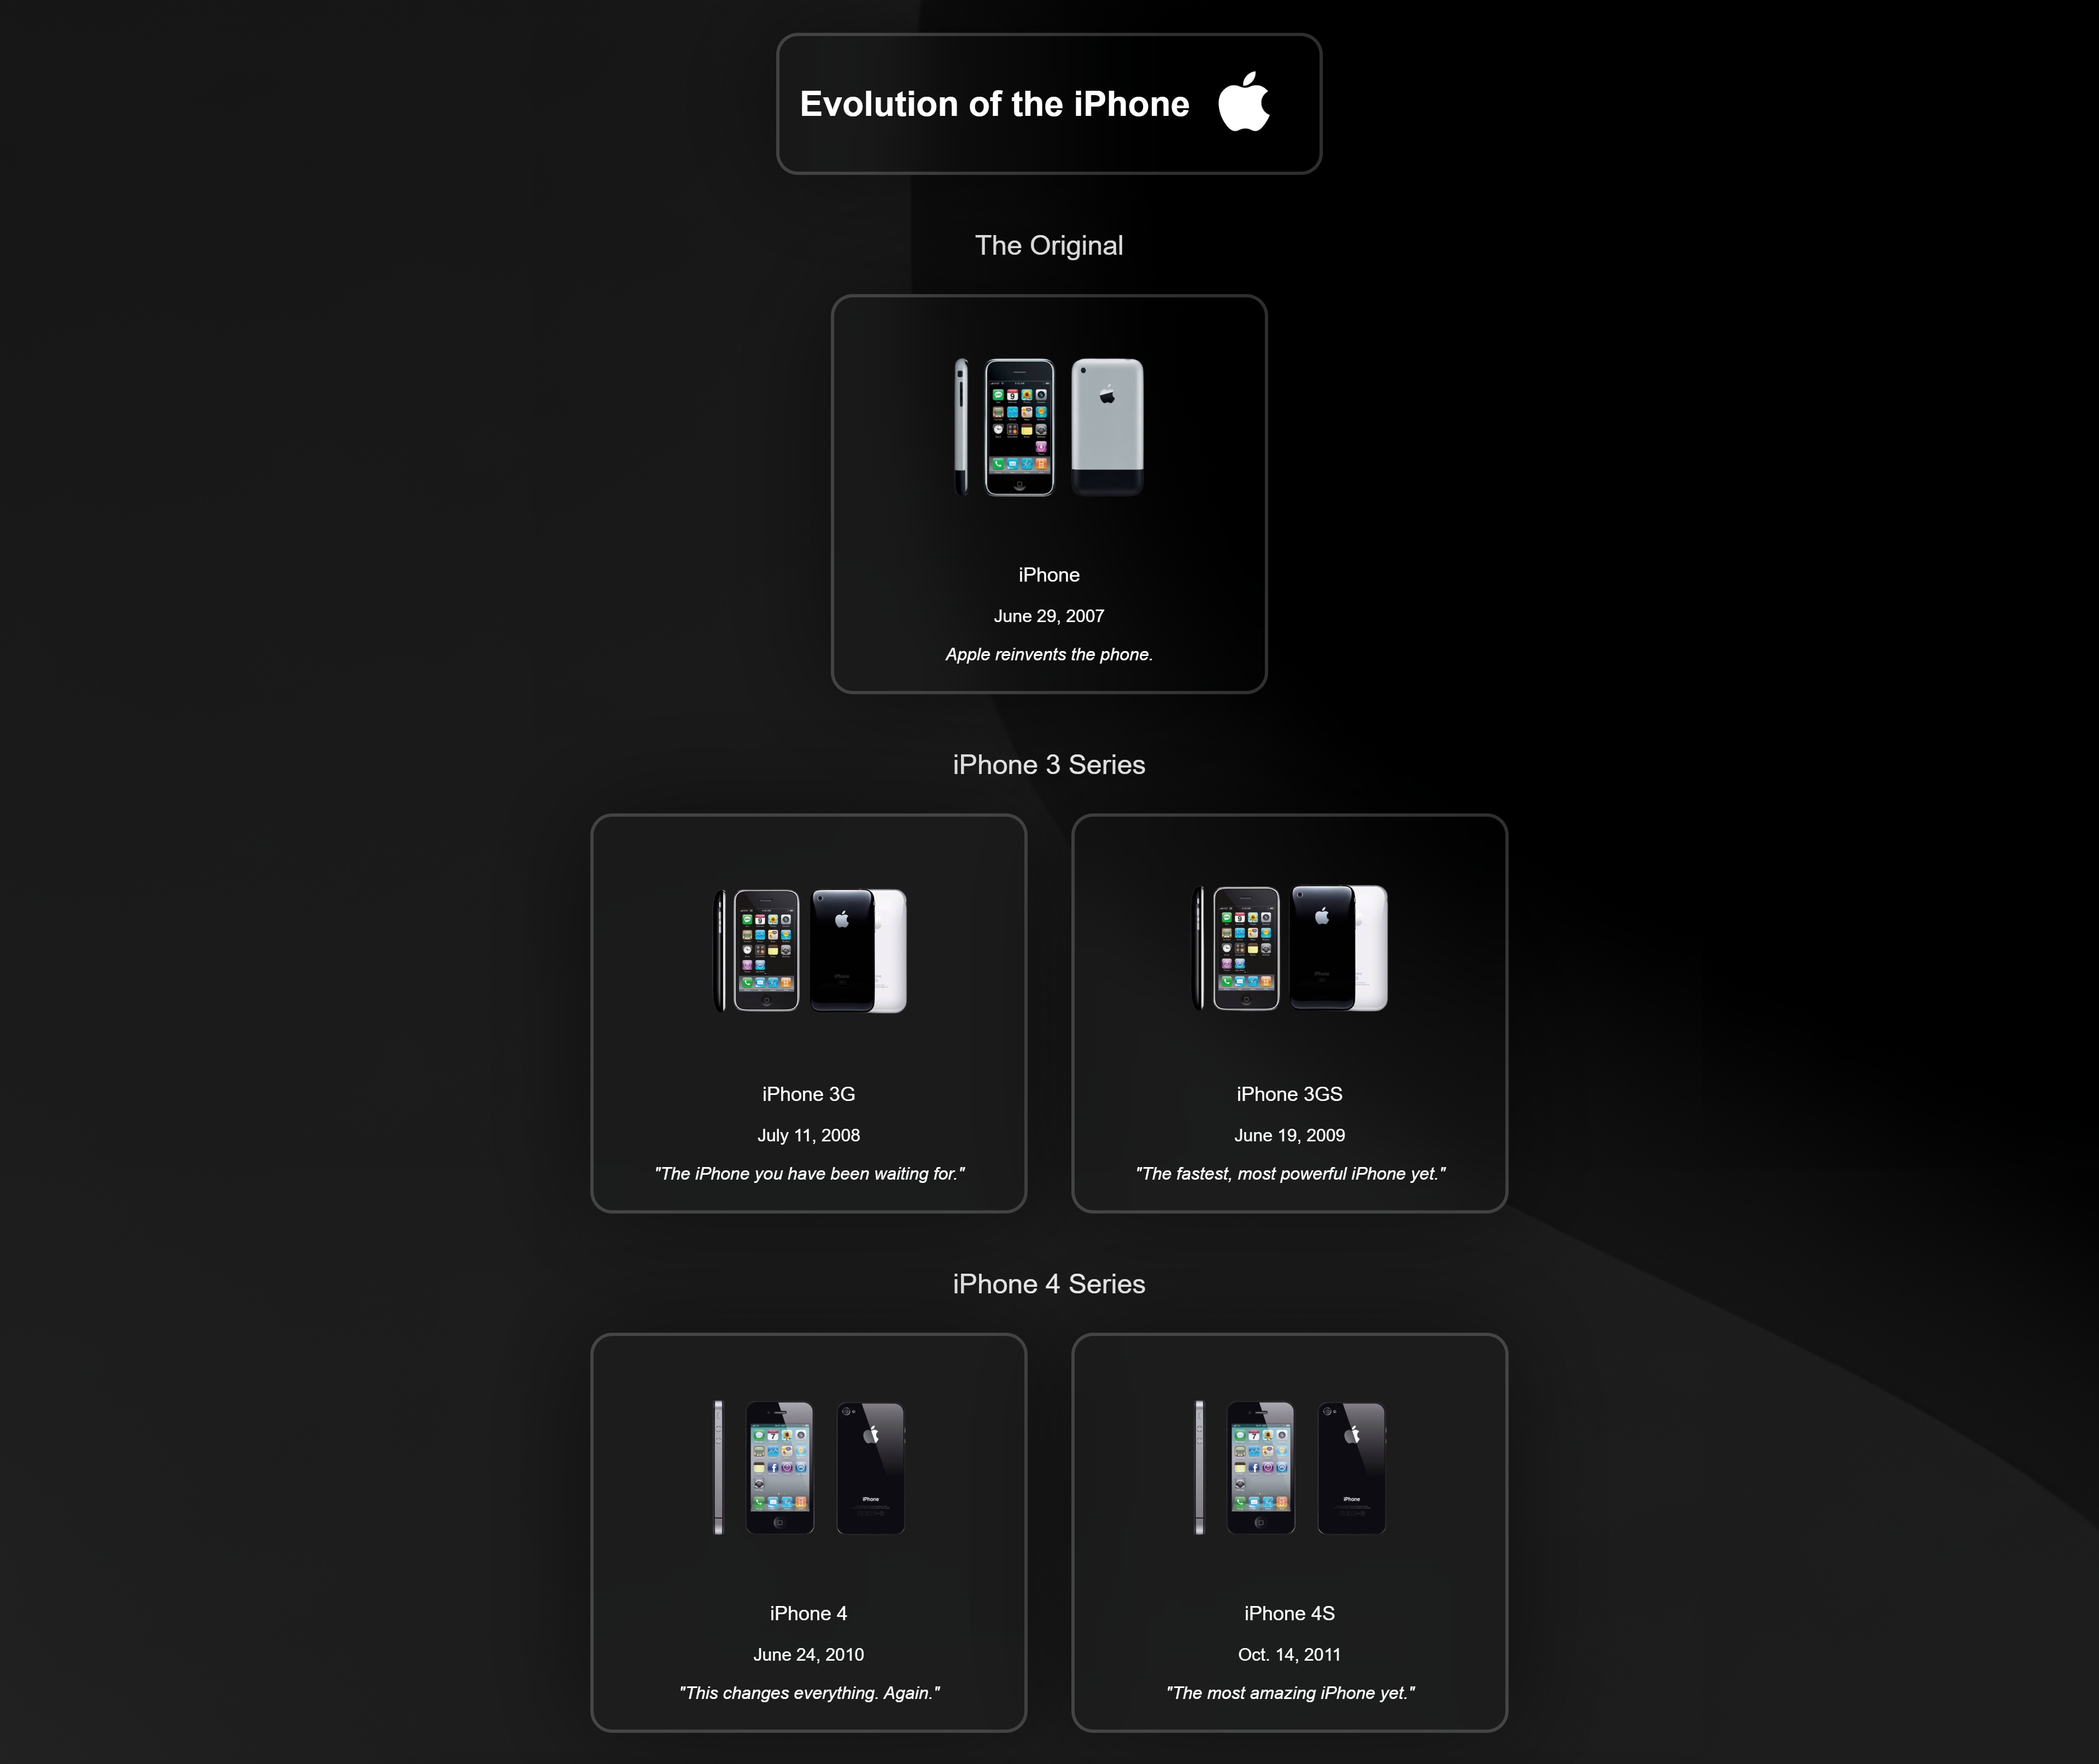 Evolution of the iPhone
The Original
iPhone
June 29, 2007
Apple reinvents the phone.
iPhone 3 Series
iPhone 3G
July 11, 2008
"The iPhone you have been waiting for."
iPhone 3GS
June 19, 2009
"The fastest, most powerful iPhone yet."
iPhone 4 Series
iPhone
iPhone
iPhone 4
June 24, 2010
"This changes everything. Again."
iPhone 4S
Oct. 14, 2011
"The most amazing iPhone yet."